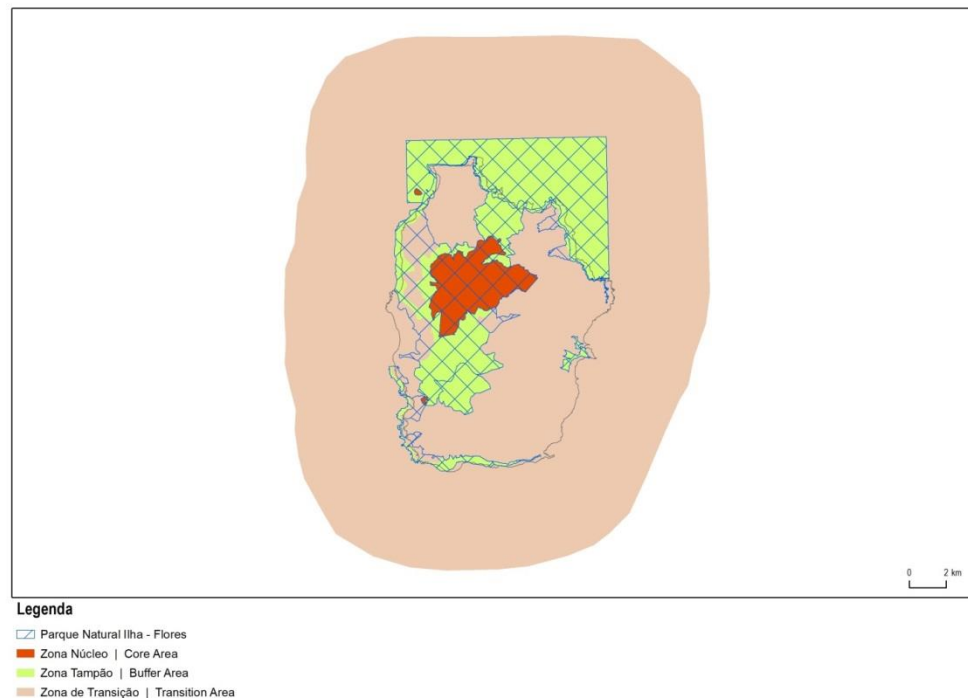 0 2 km
Legenda
Parque Natural Ilha - Flores
Zona Núcleo | Core Area
Zona Tampão | Buffer Area
Zona de Transição | Transition Area